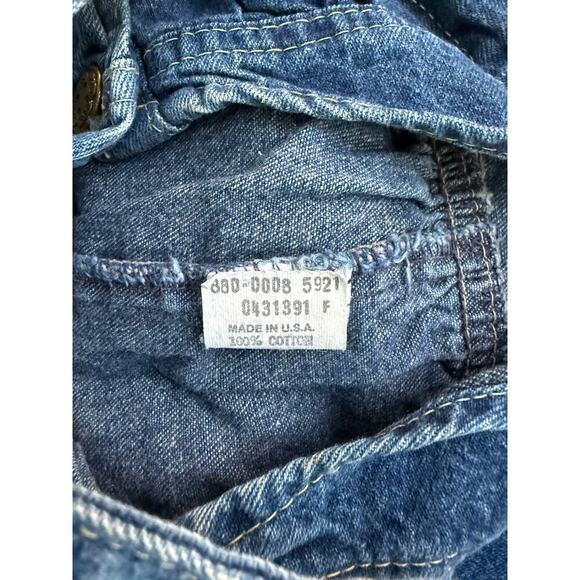 880-0008 5921
0431391 F
MADE IN U.S.A.
100% COTTON